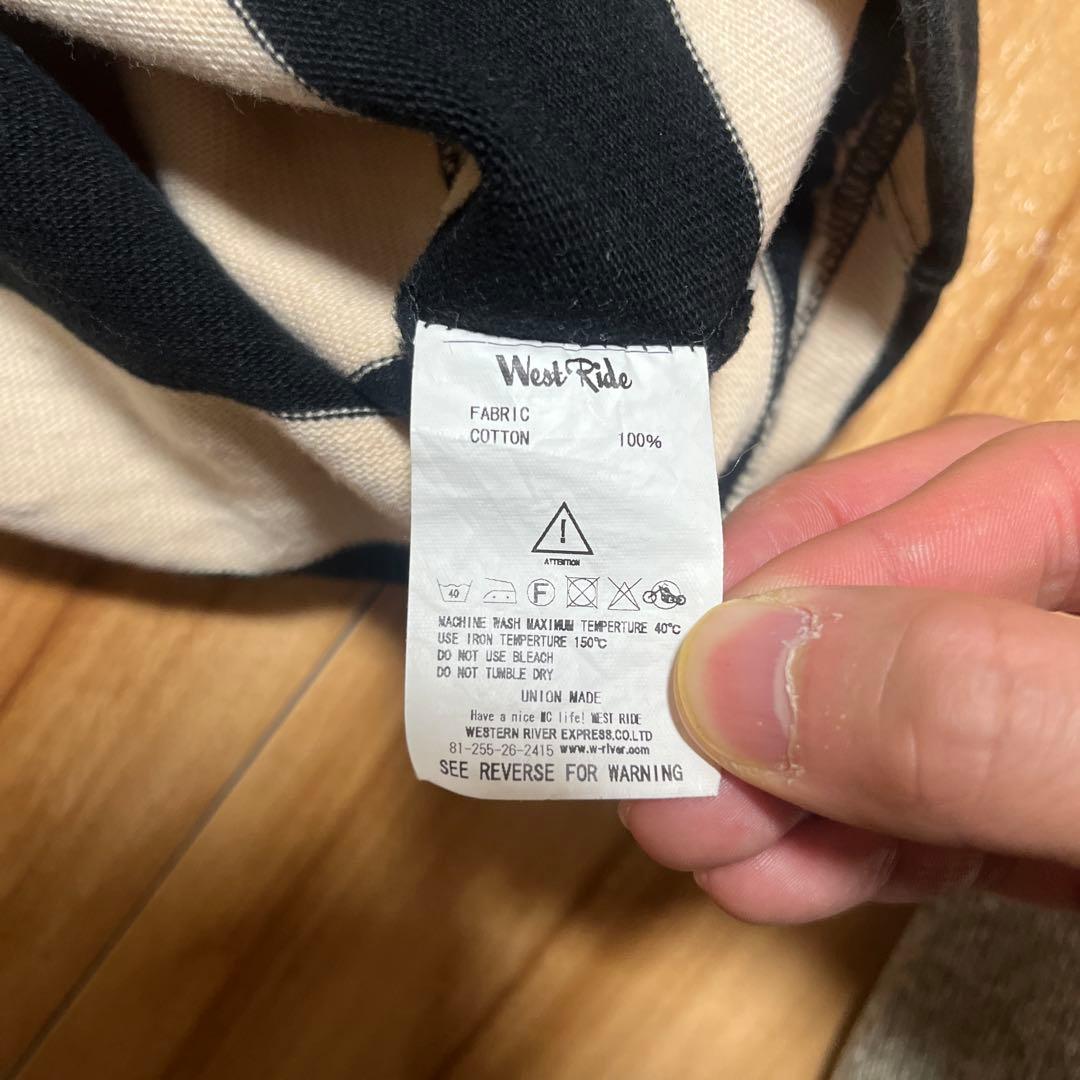 West Ride
FABRIC
COTTON 100%
!
ATTENTION
40 F
MACHINE WASH MAXIMUM TEMPERTURE 40℃
USE IRON TEMPERTURE 150℃
DO NOT USE BLEACH
DO NOT TUMBLE DRY
UNION MADE
Have a nice MC life! WEST RIDE
WESTERN RIVER EXPRESS.CO.LTD
81-255-26-2415 www.w-river.com
SEE REVERSE FOR WARNING